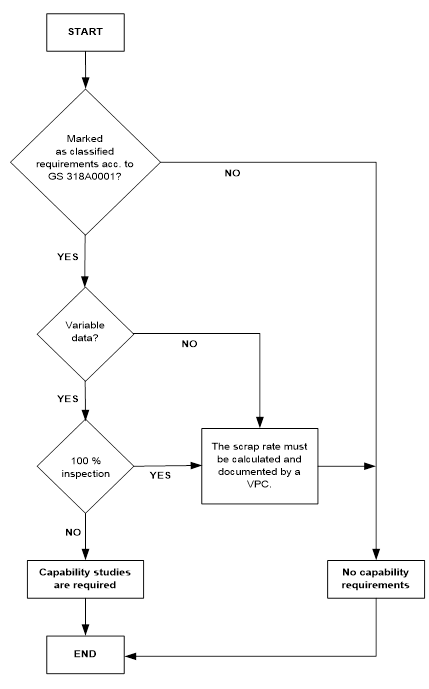 START
Marked
as classified
requirements acc. to
GS 318A0001?
NO
YES
Variable
data?
NO
YES
100 %
inspection
YES
The scrap rate must
be calculated and
documented by a
VPC.
NO
Capability studies
are required
No capability
requirements
END